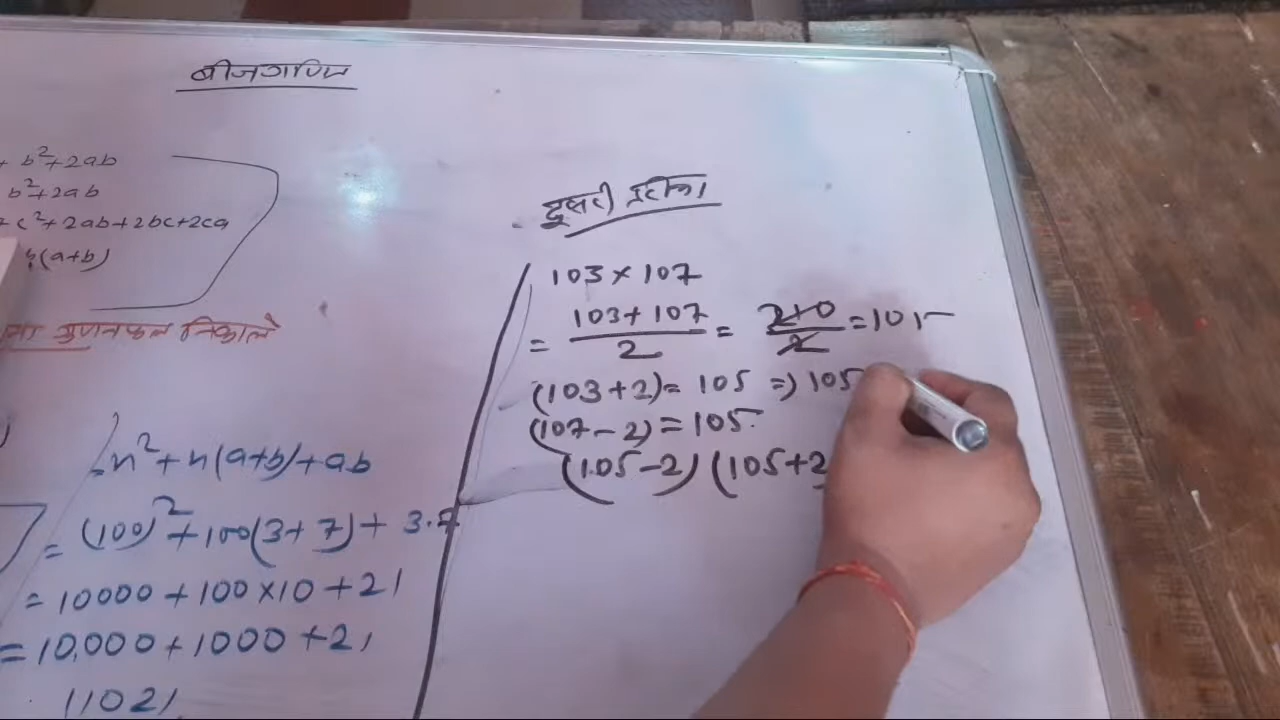 बीजगणित
+ b²+2ab
b²+2ab
+ c²+2ab+2bc+2ca
b(a+b)
गुणनफल निकाले
x²+x(a+b)+ab
= (100)²+100(3+7)+3.7
= 10000+100×10+21
= 10,000+1000+21
11021
दूसरी तरीका
103×107
= 103+107/2 = 210/2 = 105
(103+2)= 105 => 105
(107-2)=105
(105-2)(105+2